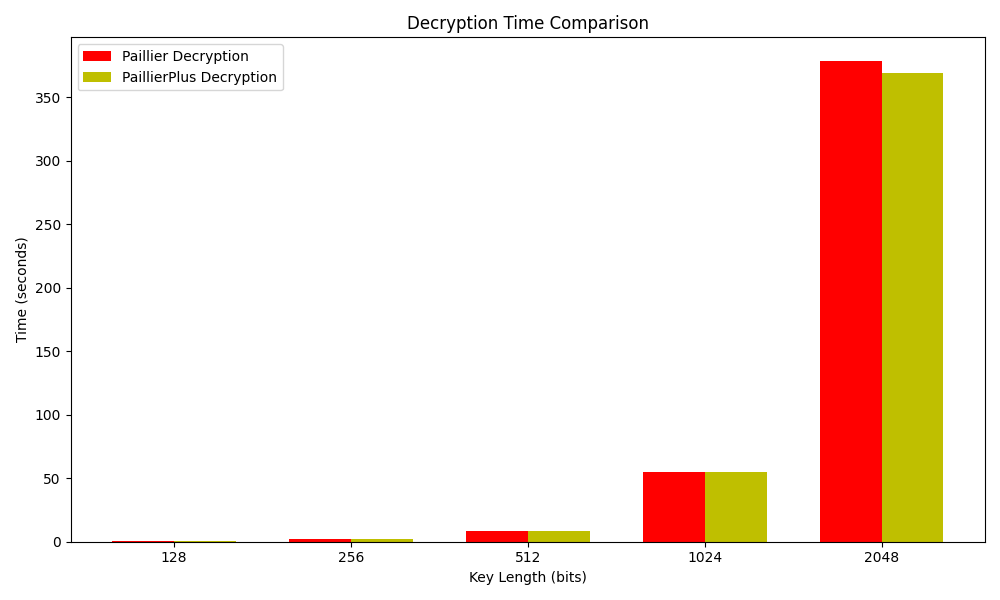 Decryption Time Comparison
Paillier Decryption
PaillierPlus Decryption
Time (seconds)
350
300
250
200
150
100
50
0
128 256 512 1024 2048
Key Length (bits)